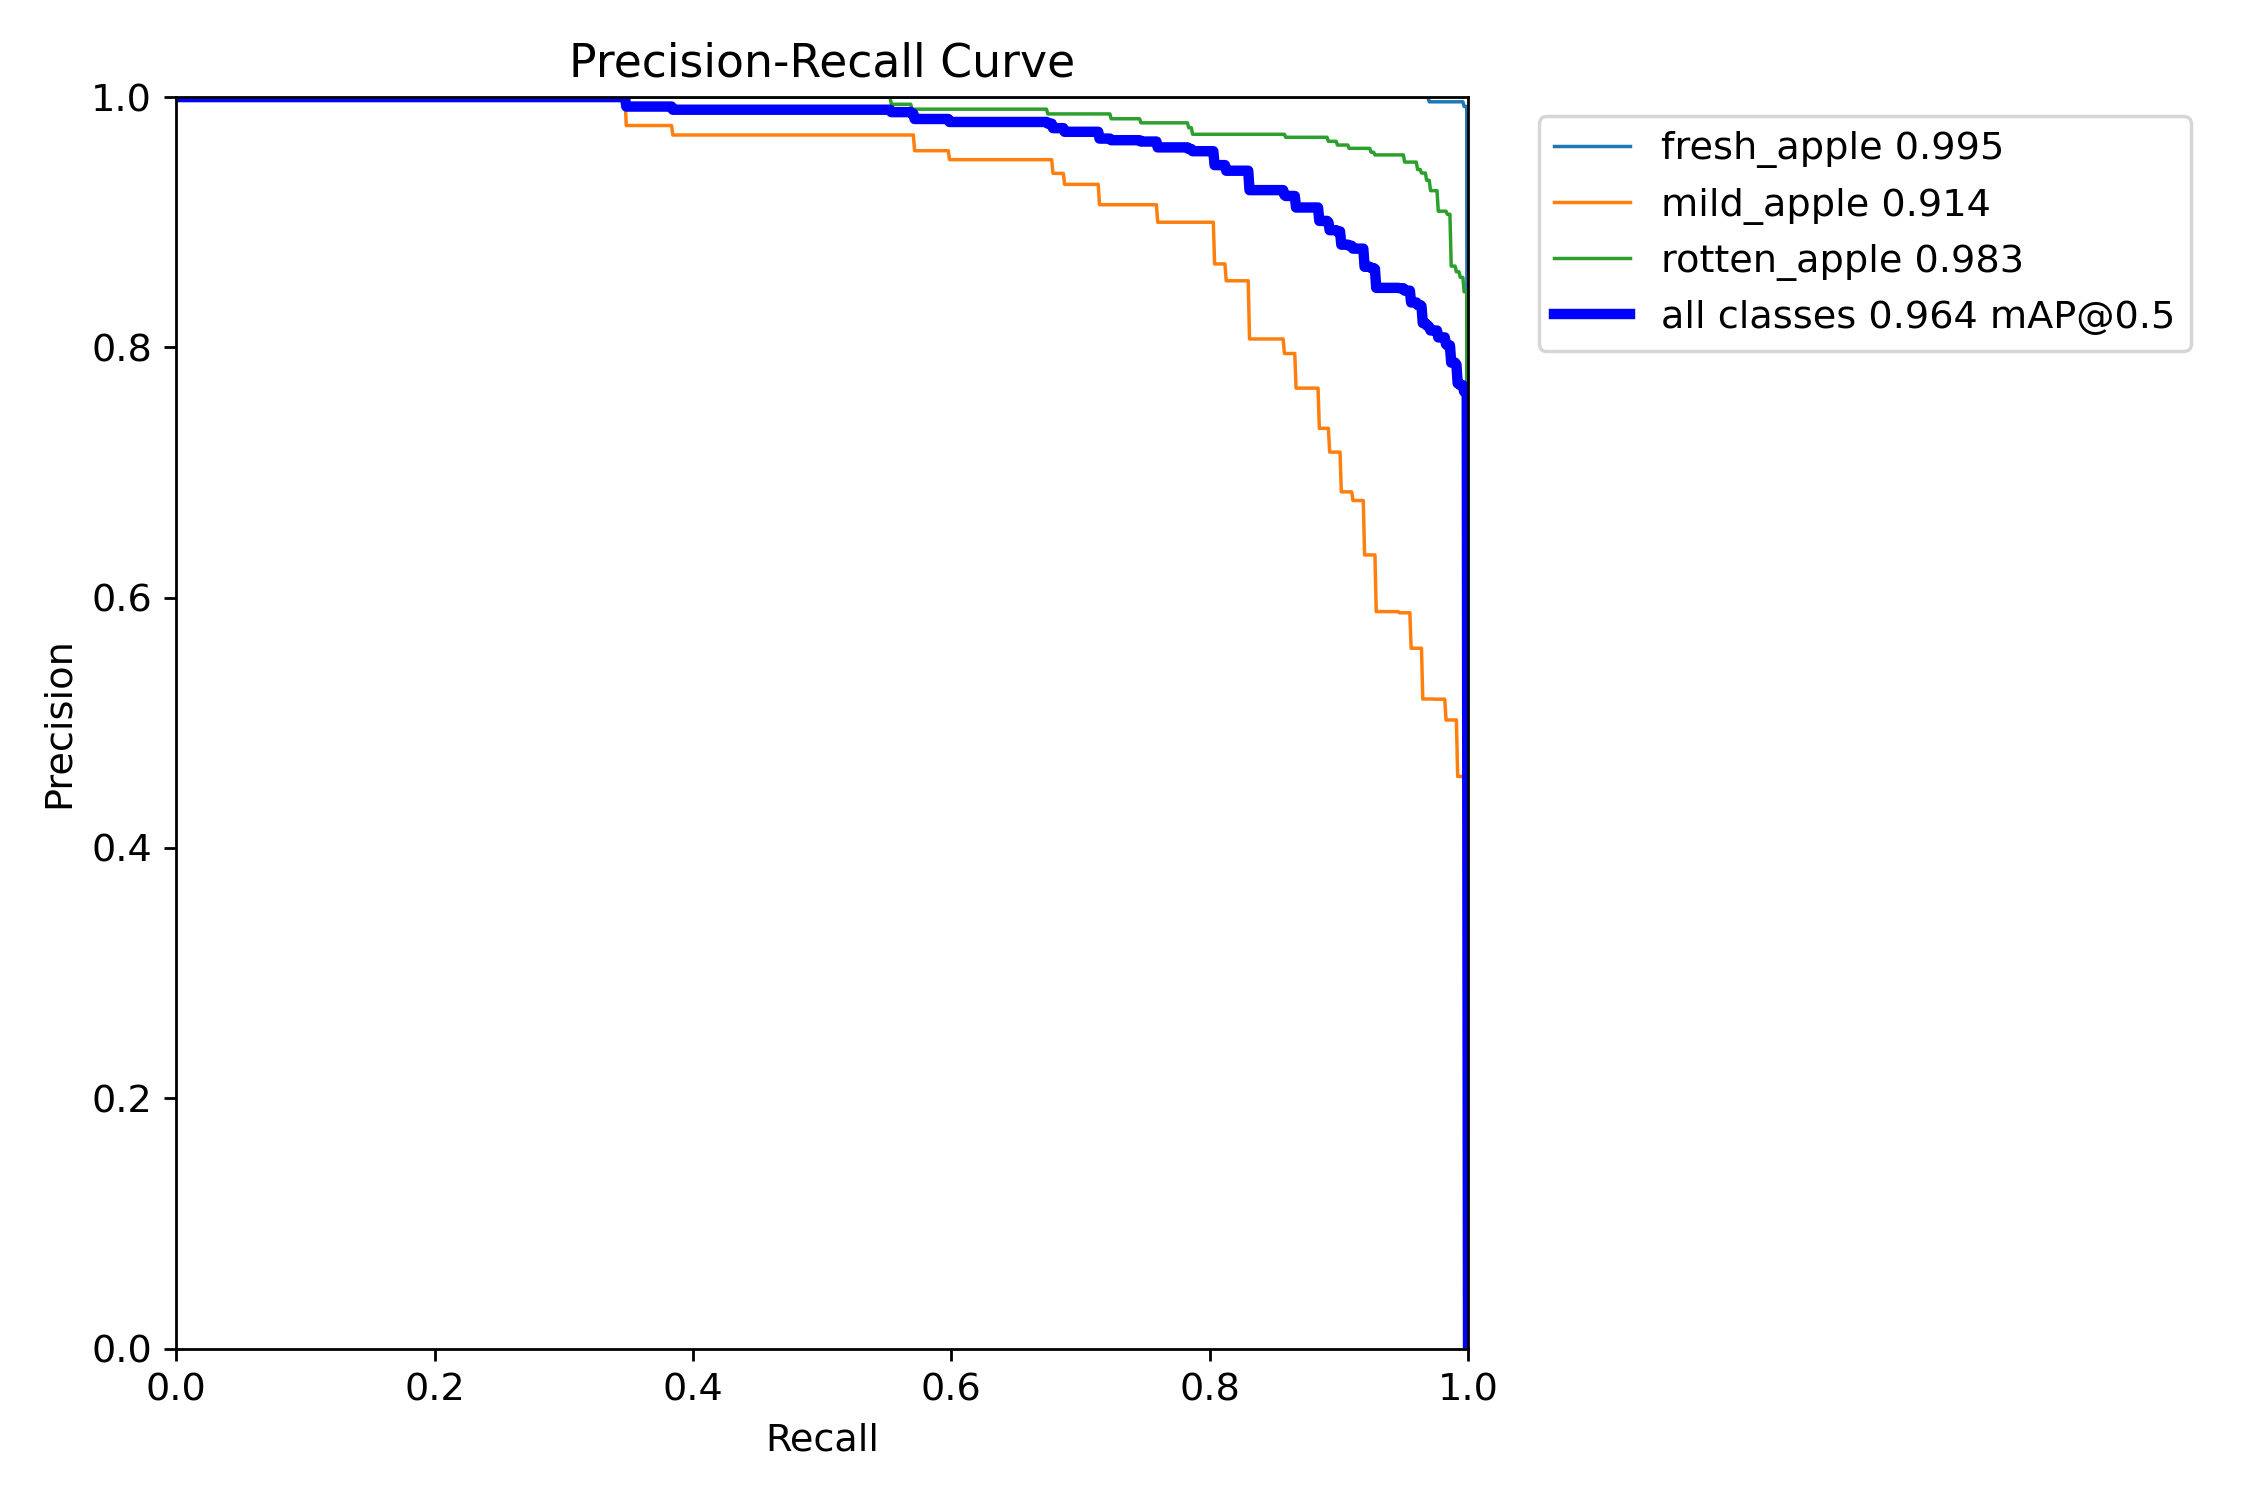 Precision-Recall Curve
1.0
0.8
0.6
0.4
0.2
0.0
Precision
0.0 0.2 0.4 0.6 0.8 1.0
Recall
fresh_apple 0.995
mild_apple 0.914
rotten_apple 0.983
all classes 0.964 mAP@0.5